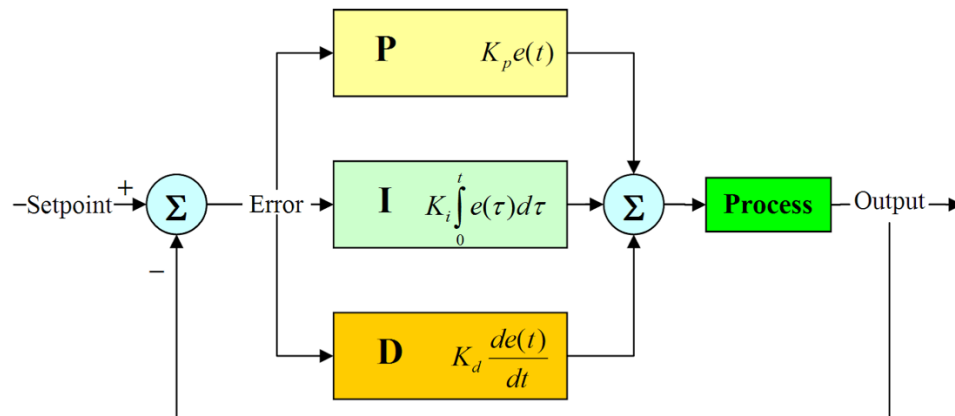 P K_p e(t)
+
Setpoint Σ Error I K_i ∫_0^t e(τ)dτ Σ Process Output
−
D K_d de(t)/dt